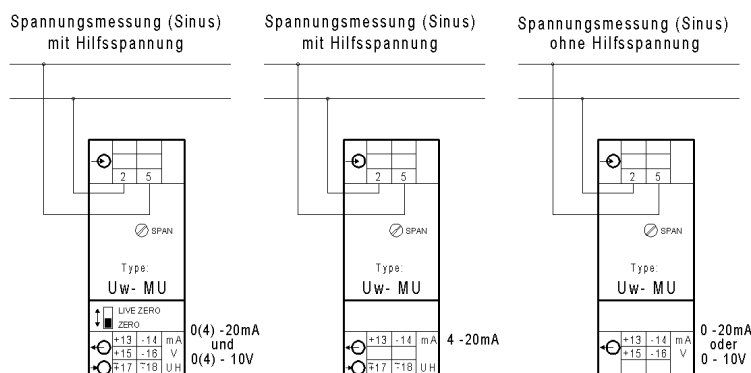 Spannungsmessung (Sinus)
mit Hilfsspannung
2 5
SPAN
Type:
Uw- MU
LIVE ZERO
ZERO
+13 -14 mA
+15 -16 V
∓17 ~18 UH
0(4) -20mA
und
0(4) - 10V
Spannungsmessung (Sinus)
mit Hilfsspannung
2 5
SPAN
Type:
Uw- MU
+13 -14 mA
∓17 ~18 UH
4 -20mA
Spannungsmessung (Sinus)
ohne Hilfsspannung
2 5
SPAN
Type:
Uw- MU
+13 -14 mA
+15 -16 V
0 -20mA
oder
0 - 10V